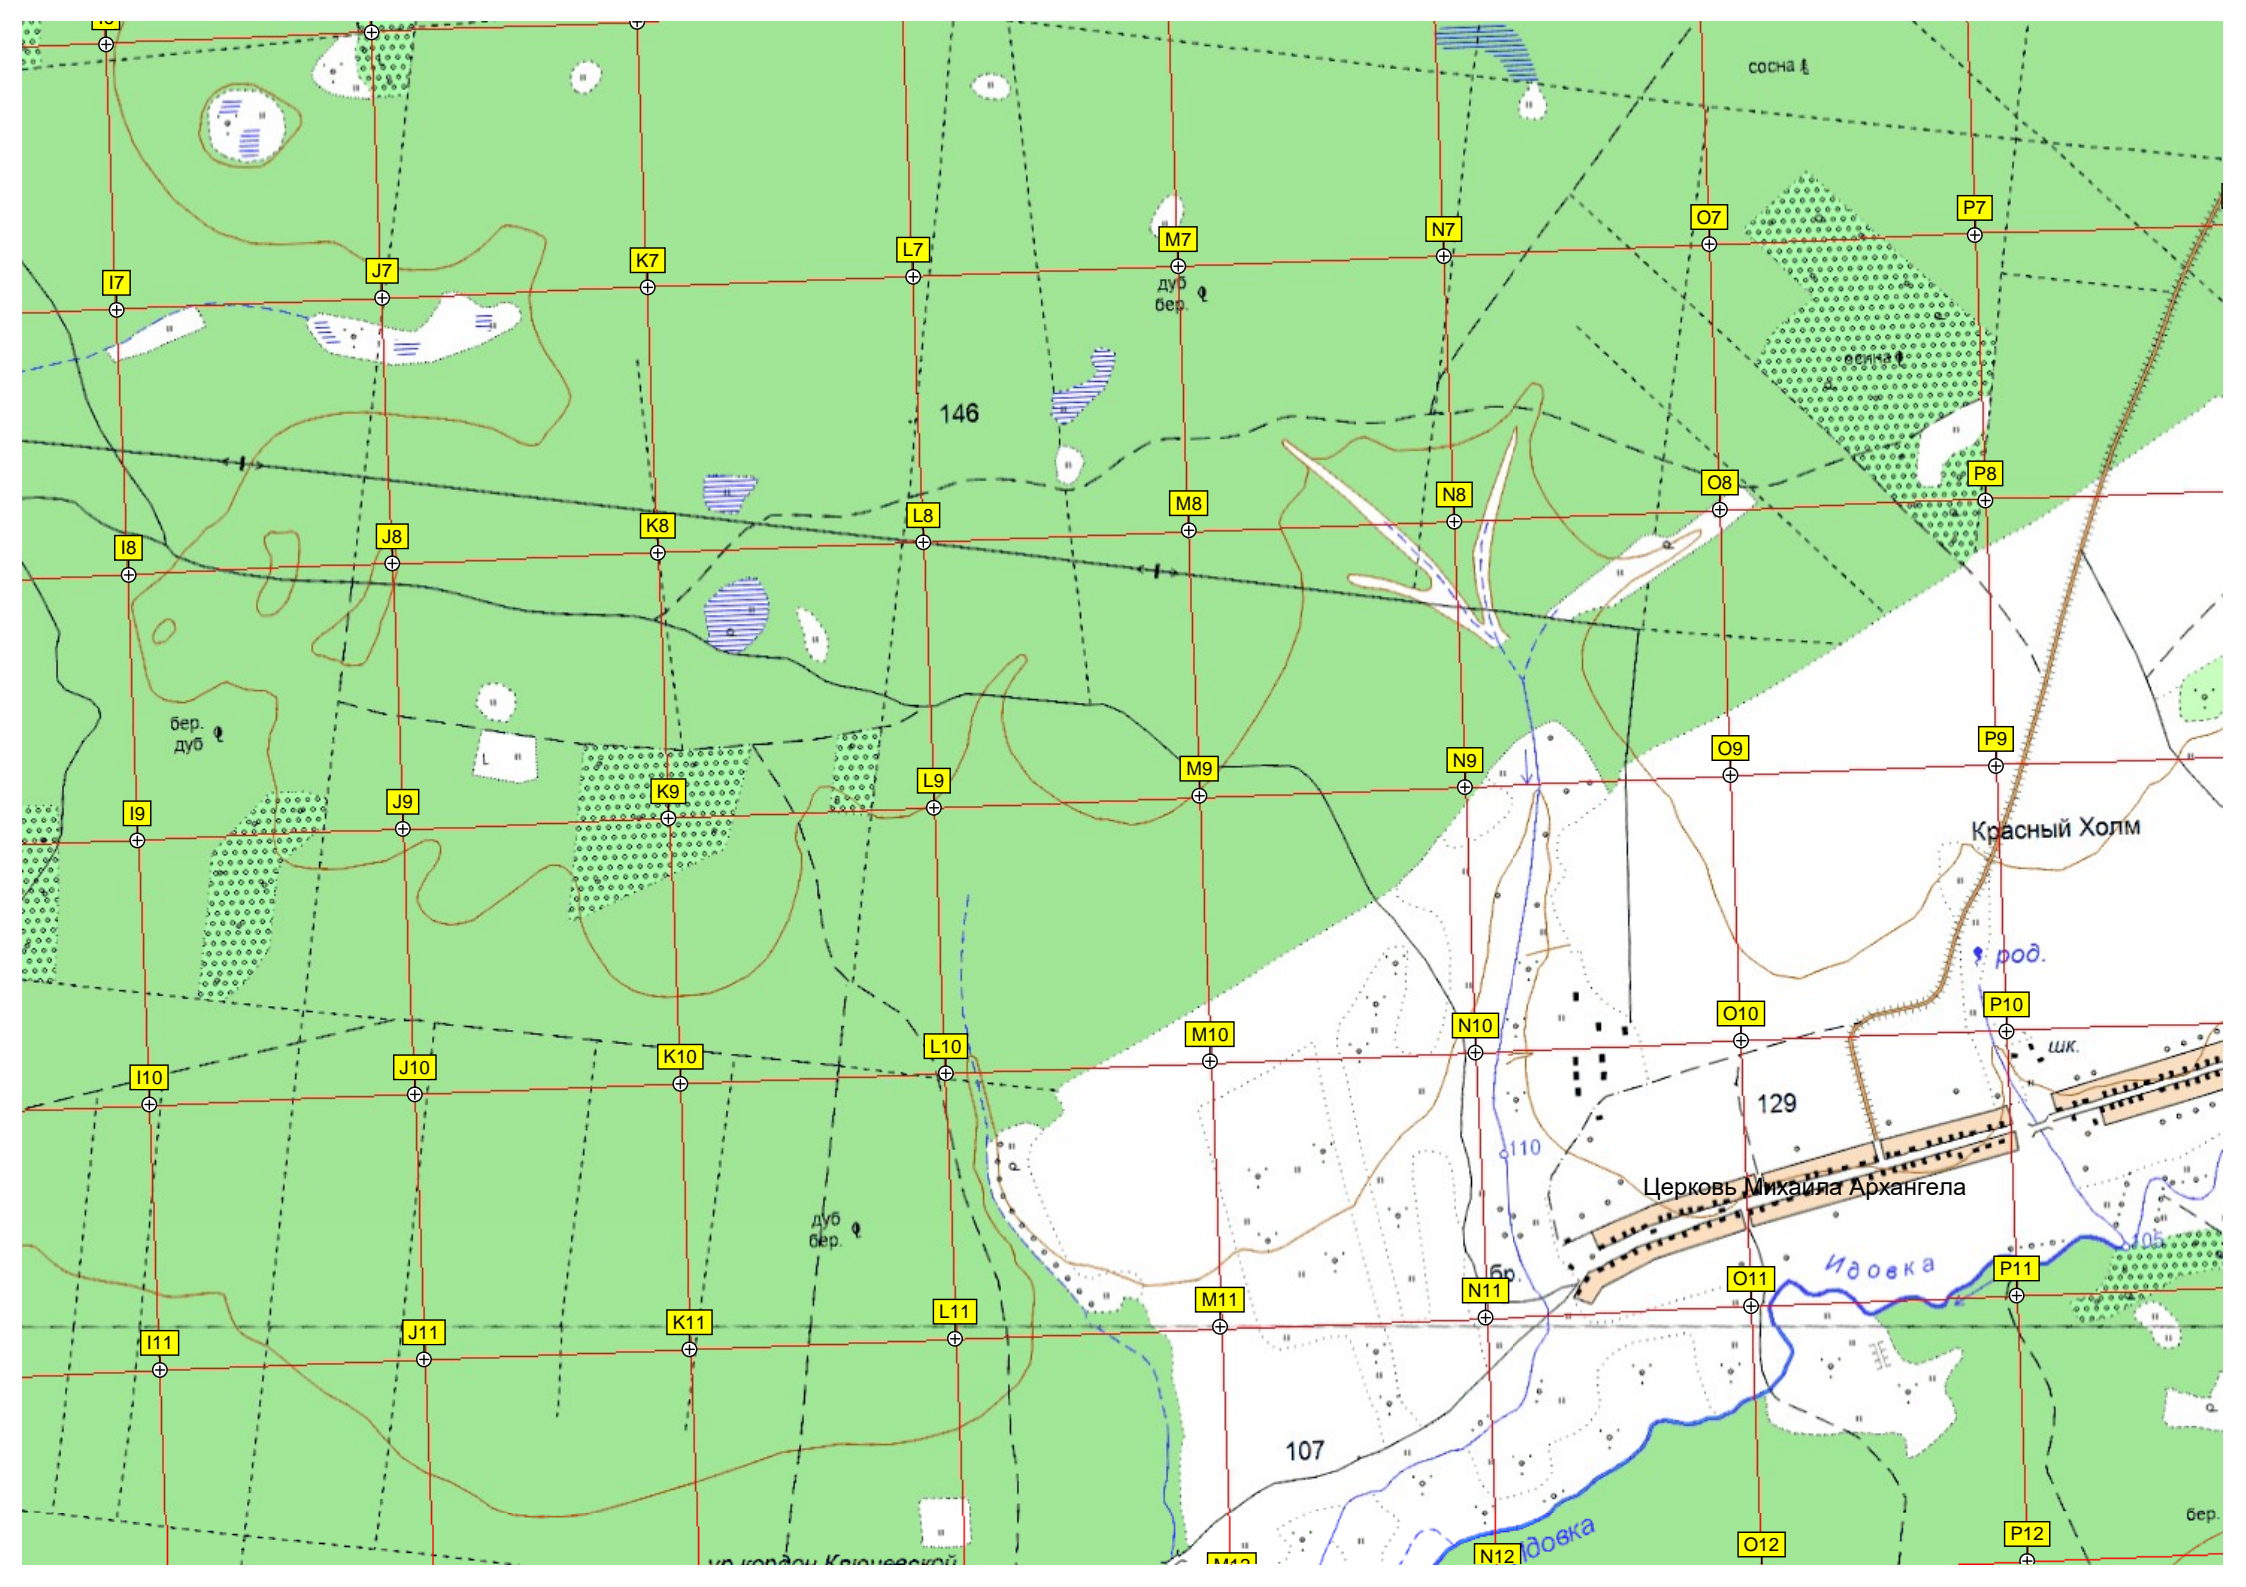 сосна
P7
O7
N7
M7
L7
K7
J7
I7
дуб
бер.
осина
146
P8
O8
N8
M8
L8
K8
J8
I8
бер.
дуб
P9
O9
N9
M9
L9
K9
J9
I9
Красный Холм
род.
P10
O10
N10
M10
L10
K10
J10
I10
шк.
129
110
Церковь Михаила Архангела
дуб
бер.
105
Идовка
бр.
P11
O11
N11
M11
L11
K11
J11
I11
107
бер.
P12
O12
N12
Идовка